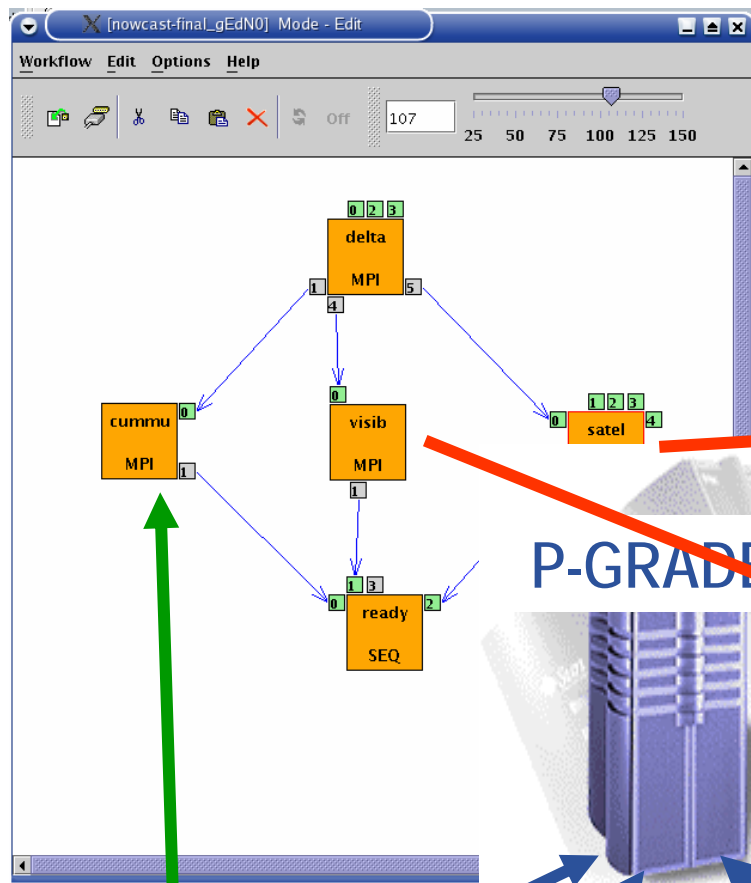 [nowcast-final_gEdN0] Mode - Edit
Workflow Edit Options Help
Off 107
25 50 75 100 125 150
0 2 3
delta
MPI
1 5
4
0
cummu
MPI
1
0
visib
MPI
1
1 2 3
0 4
satel
P-GRADE
1 3
0 2
ready
SEQ